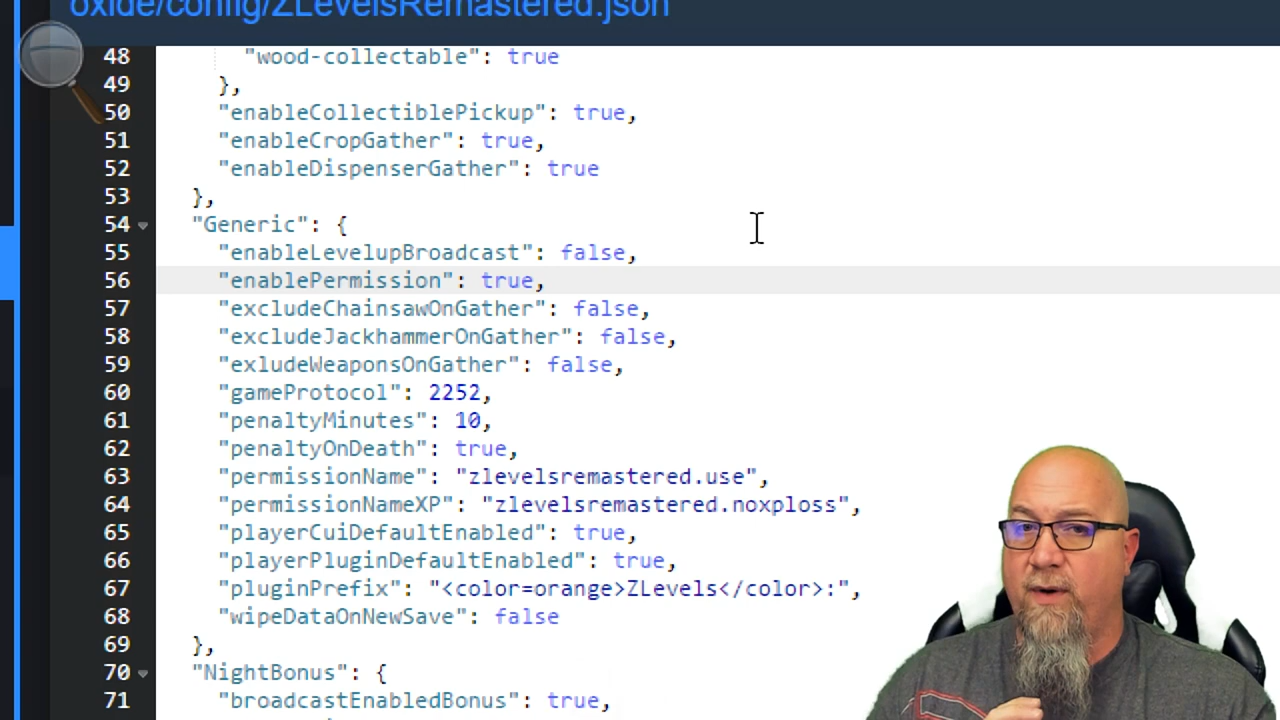 oxide/config/ZLevelsRemastered.json
48 "wood-collectable": true
49 },
50 "enableCollectiblePickup": true,
51 "enableCropGather": true,
52 "enableDispenserGather": true
53 },
54 "Generic": {
55 "enableLevelupBroadcast": false,
56 "enablePermission": true,
57 "excludeChainsawOnGather": false,
58 "excludeJackhammerOnGather": false,
59 "exludeWeaponsOnGather": false,
60 "gameProtocol": 2252,
61 "penaltyMinutes": 10,
62 "penaltyOnDeath": true,
63 "permissionName": "zlevelsremastered.use",
64 "permissionNameXP": "zlevelsremastered.noxploss",
65 "playerCuiDefaultEnabled": true,
66 "playerPluginDefaultEnabled": true,
67 "pluginPrefix": "<color=orange>ZLevels</color>:",
68 "wipeDataOnNewSave": false
69 },
70 "NightBonus": {
71 "broadcastEnabledBonus": true,